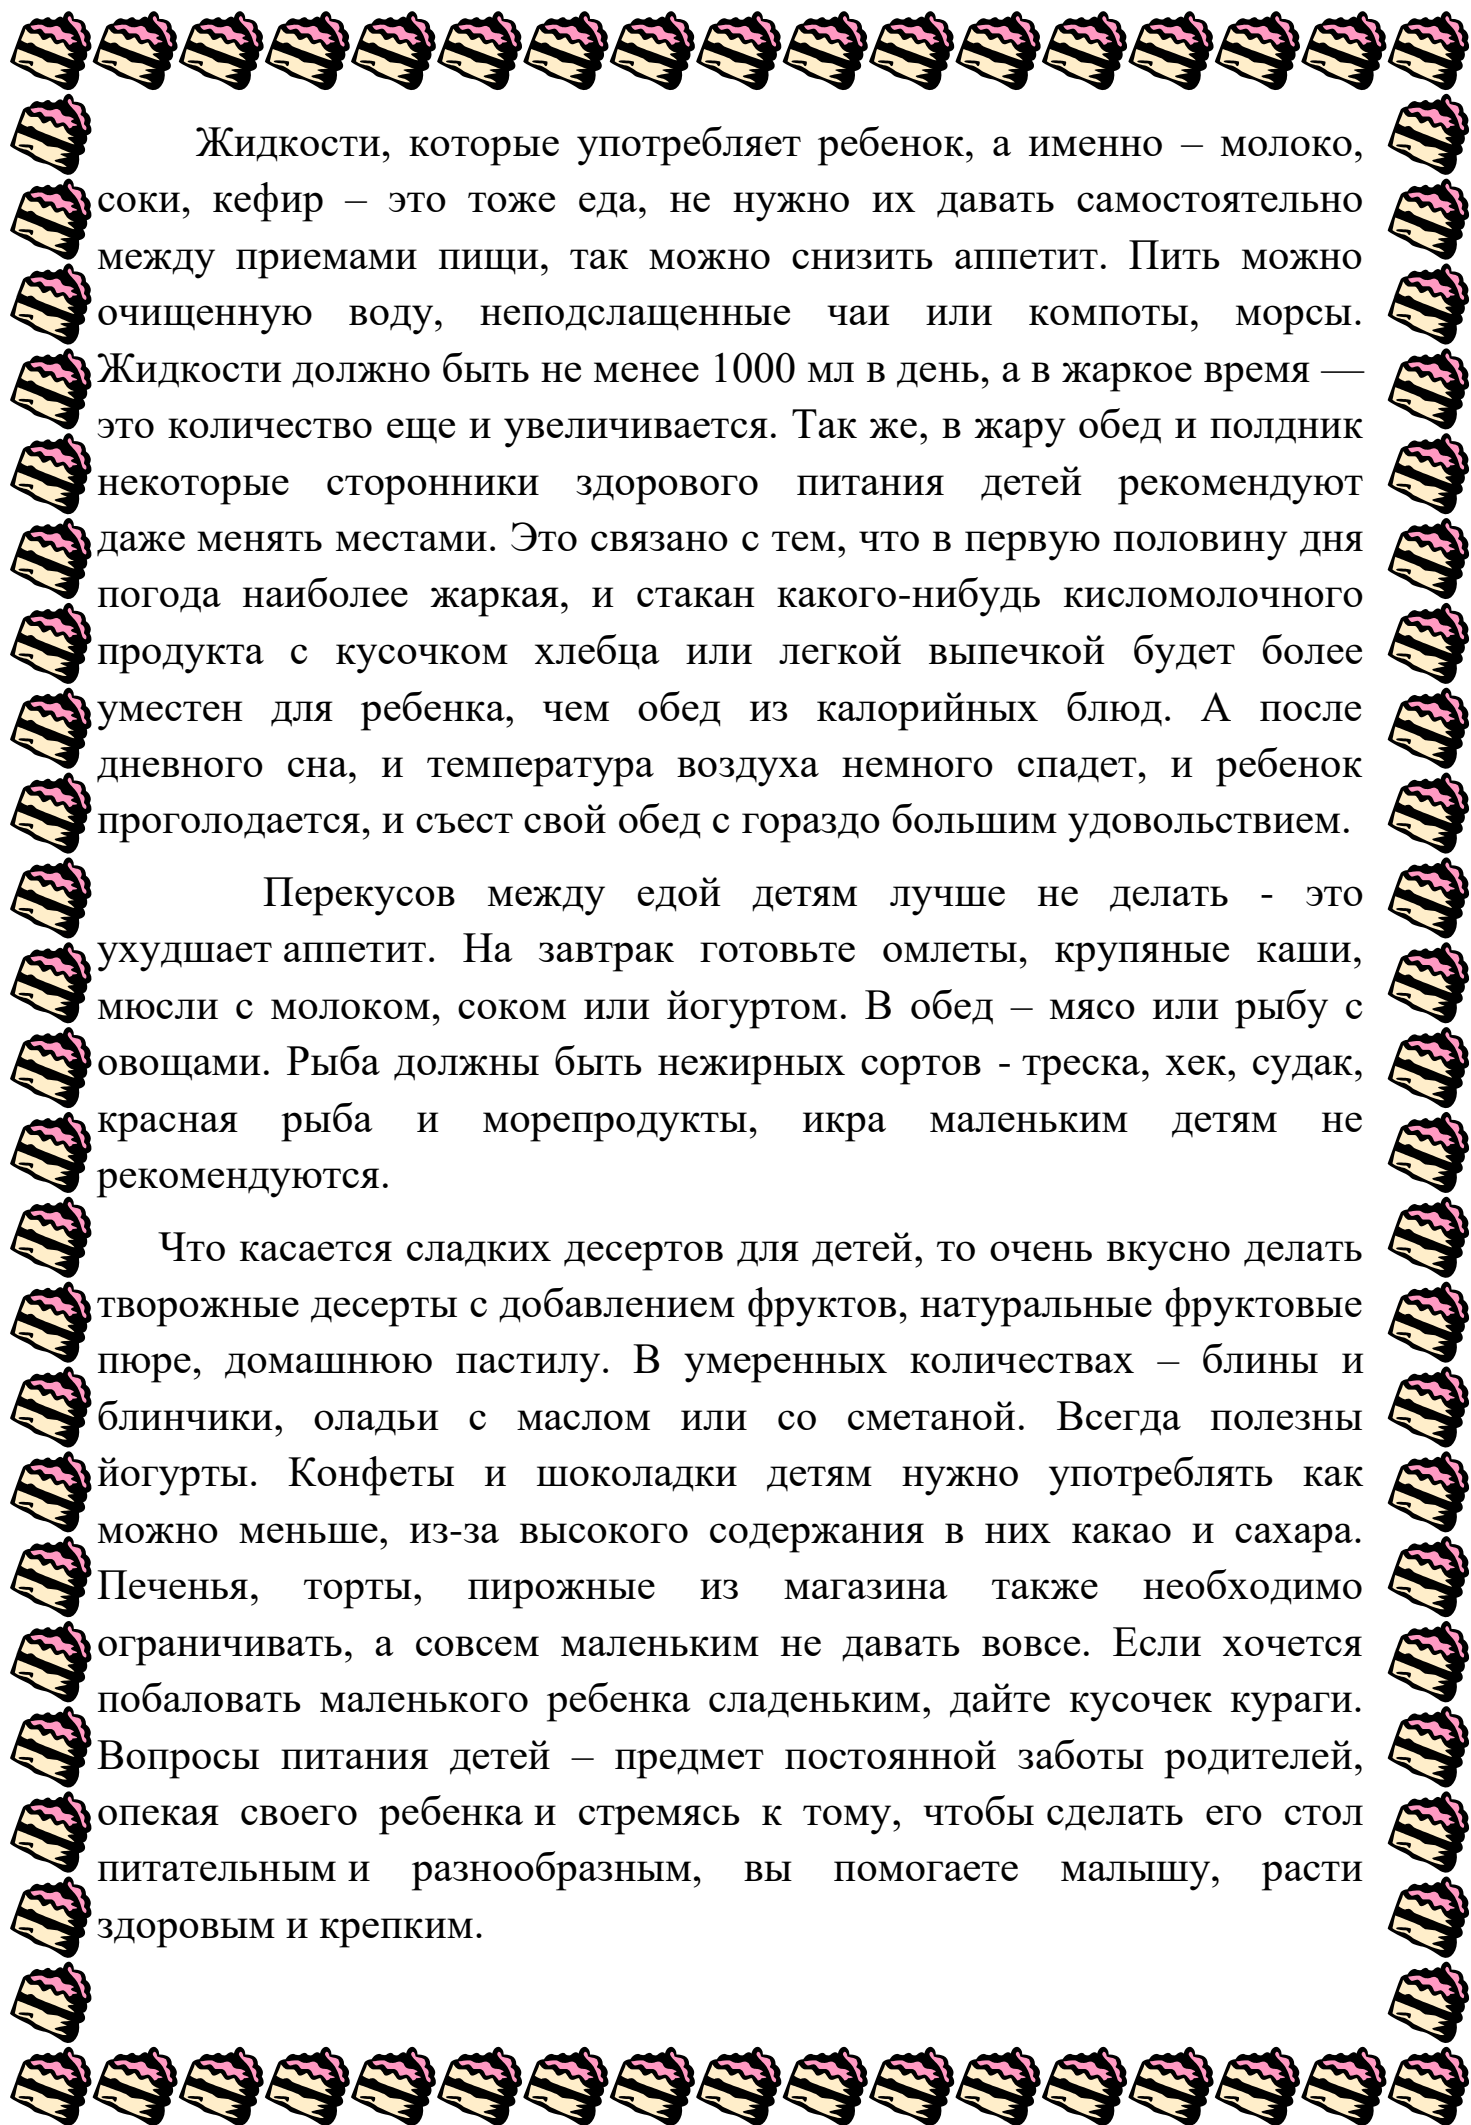 Жидкости, которые употребляет ребенок, а именно – молоко,
соки, кефир – это тоже еда, не нужно их давать самостоятельно
между приемами пищи, так можно снизить аппетит. Пить можно
очищенную воду, неподслащенные чаи или компоты, морсы.
Жидкости должно быть не менее 1000 мл в день, а в жаркое время —
это количество еще и увеличивается. Так же, в жару обед и полдник
некоторые сторонники здорового питания детей рекомендуют
даже менять местами. Это связано с тем, что в первую половину дня
погода наиболее жаркая, и стакан какого-нибудь кисломолочного
продукта с кусочком хлебца или легкой выпечкой будет более
уместен для ребенка, чем обед из калорийных блюд. А после
дневного сна, и температура воздуха немного спадет, и ребенок
проголодается, и съест свой обед с гораздо большим удовольствием.
Перекусов между едой детям лучше не делать - это
ухудшает аппетит. На завтрак готовьте омлеты, крупяные каши,
мюсли с молоком, соком или йогуртом. В обед – мясо или рыбу с
овощами. Рыба должны быть нежирных сортов - треска, хек, судак,
красная рыба и морепродукты, икра маленьким детям не
рекомендуются.
Что касается сладких десертов для детей, то очень вкусно делать
творожные десерты с добавлением фруктов, натуральные фруктовые
пюре, домашнюю пастилу. В умеренных количествах – блины и
блинчики, оладьи с маслом или со сметаной. Всегда полезны
йогурты. Конфеты и шоколадки детям нужно употреблять как
можно меньше, из-за высокого содержания в них какао и сахара.
Печенья, торты, пирожные из магазина также необходимо
ограничивать, а совсем маленьким не давать вовсе. Если хочется
побаловать маленького ребенка сладеньким, дайте кусочек кураги.
Вопросы питания детей – предмет постоянной заботы родителей,
опекая своего ребенка и стремясь к тому, чтобы сделать его стол
питательным и разнообразным, вы помогаете малышу, расти
здоровым и крепким.